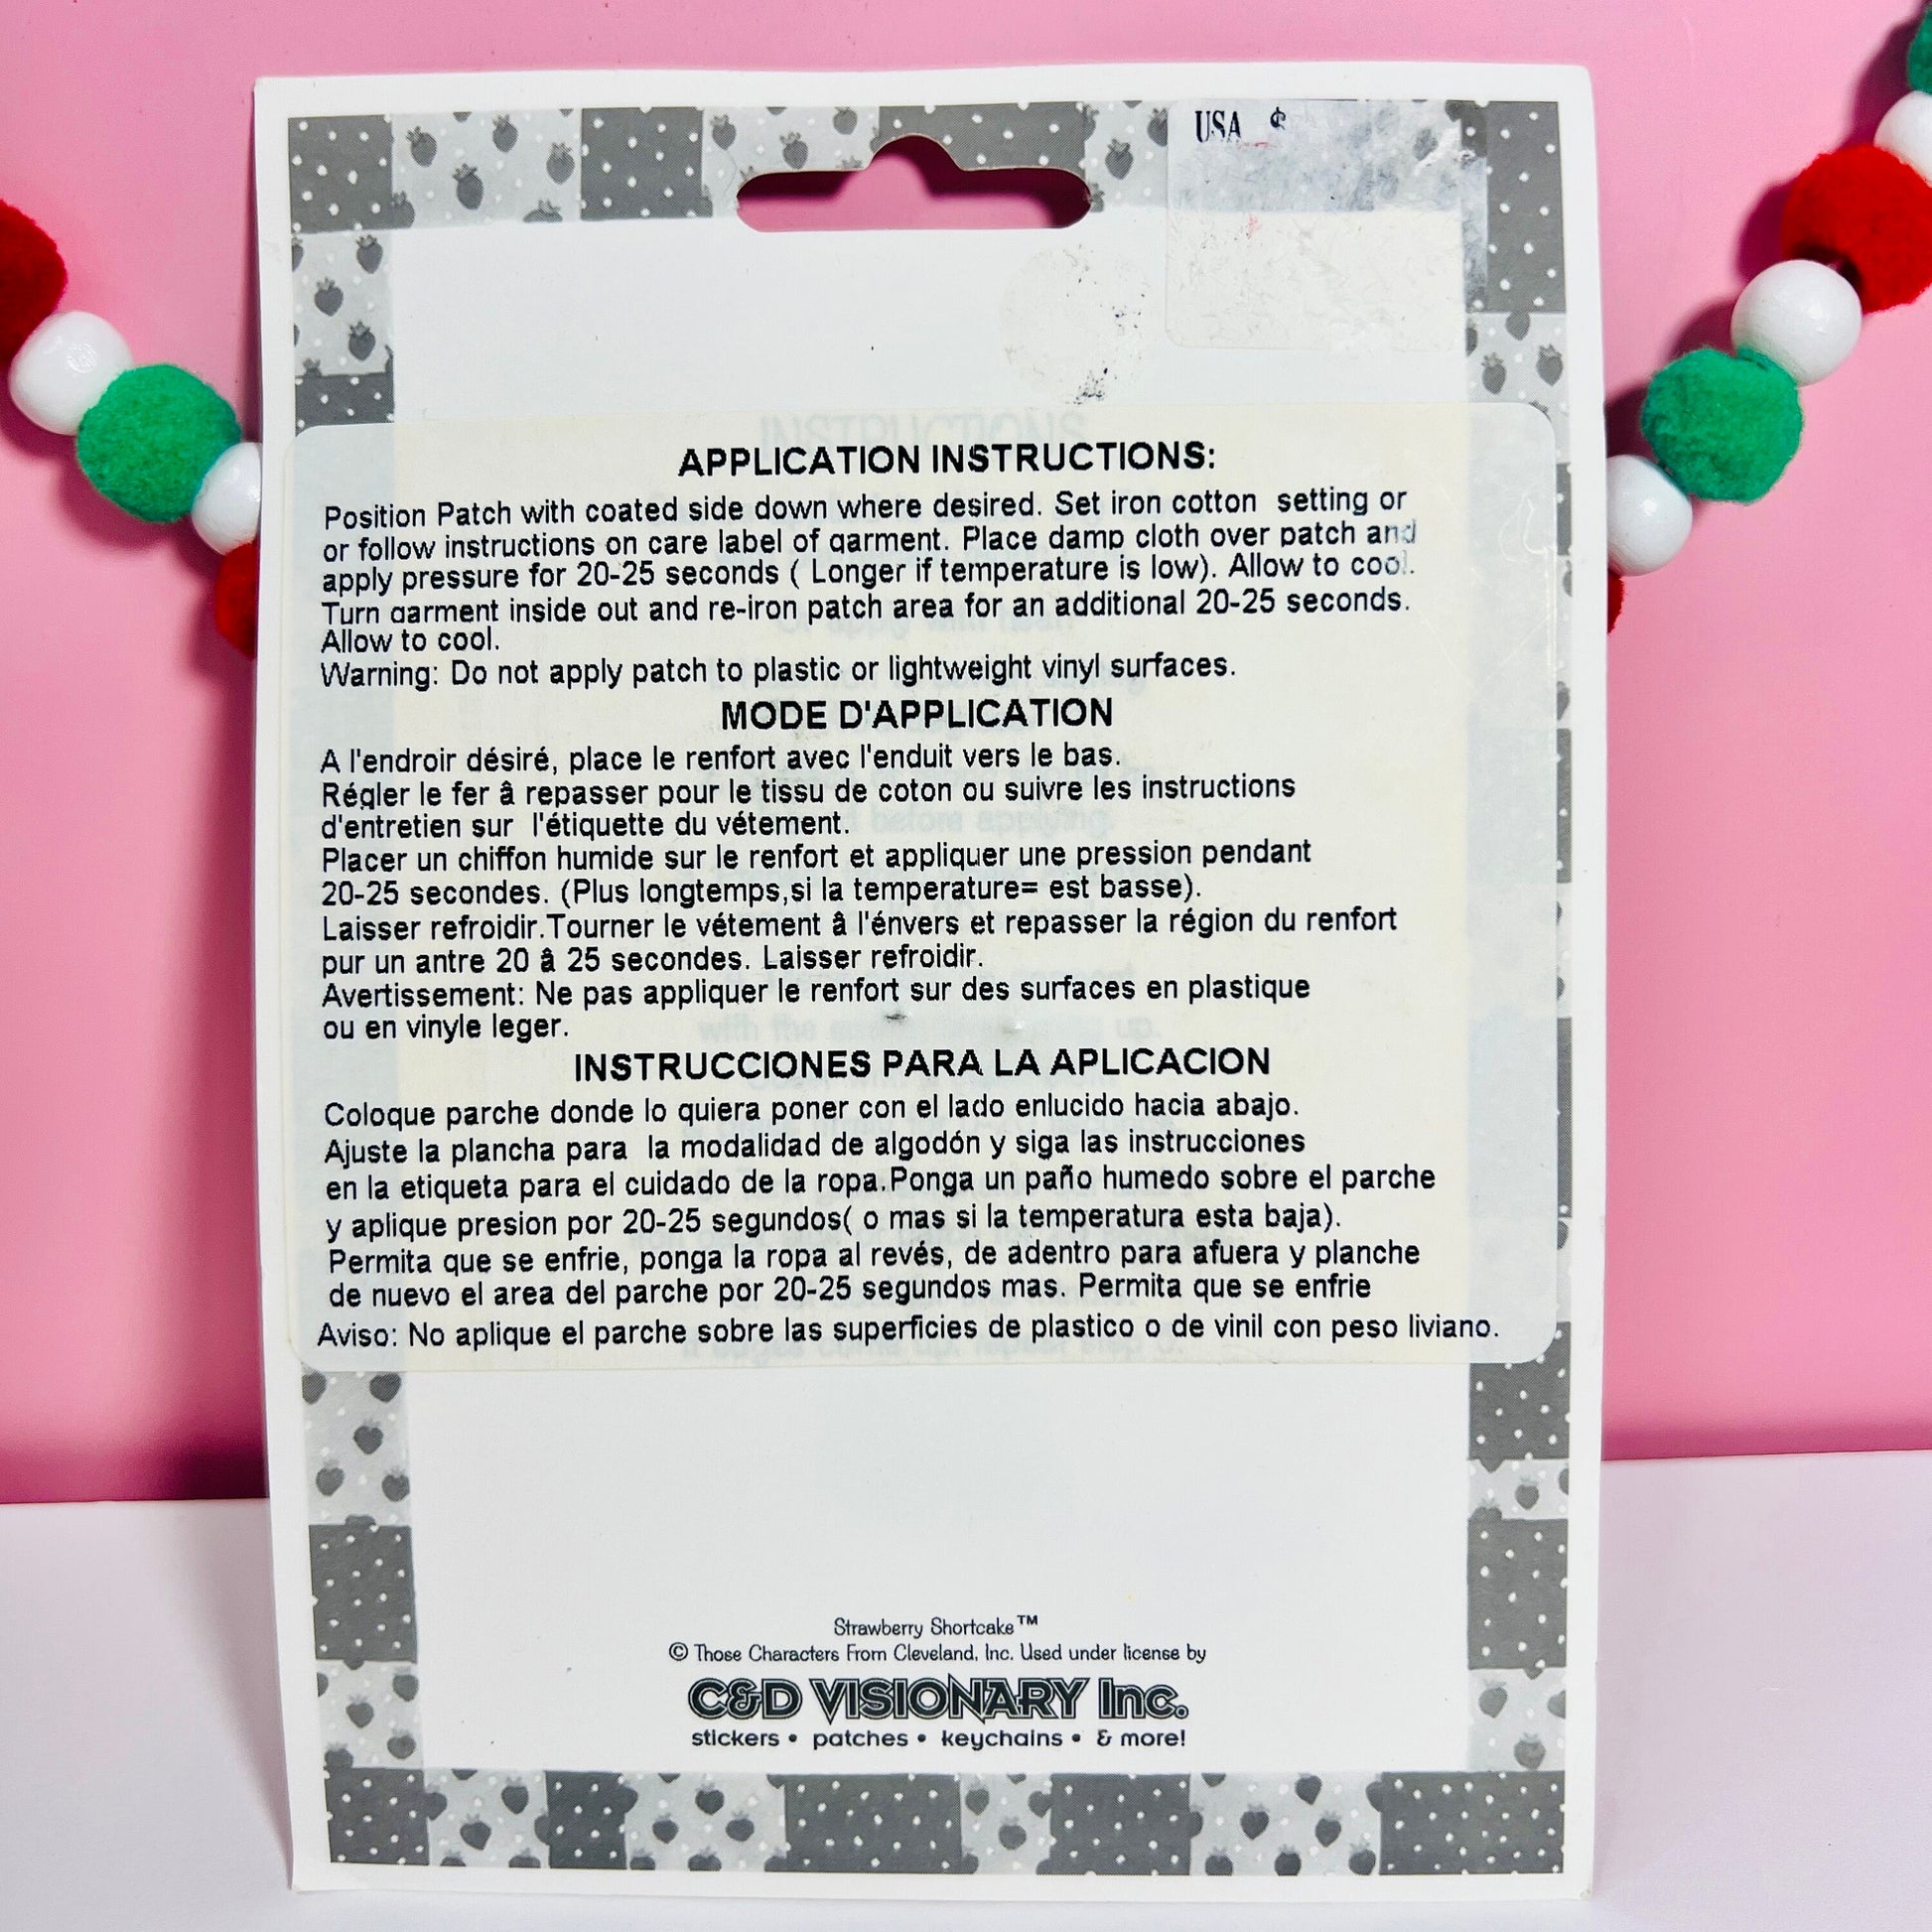 USA $
APPLICATION INSTRUCTIONS:
Position Patch with coated side down where desired. Set iron cotton setting or
or follow instructions on care label of garment. Place damp cloth over patch and
apply pressure for 20-25 seconds ( Longer if temperature is low). Allow to cool.
Turn garment inside out and re-iron patch area for an additional 20-25 seconds.
Allow to cool.
Warning: Do not apply patch to plastic or lightweight vinyl surfaces.
MODE D'APPLICATION
A l'endroir désiré, place le renfort avec l'enduit vers le bas.
Régler le fer â repasser pour le tissu de coton ou suivre les instructions
d'entretien sur l'étiquette du vétement.
Placer un chiffon humide sur le renfort et appliquer une pression pendant
20-25 secondes. (Plus longtemps,si la temperature= est basse).
Laisser refroidir.Tourner le vétement â l'énvers et repasser la région du renfort
pur un antre 20 â 25 secondes. Laisser refroidir.
Avertissement: Ne pas appliquer le renfort sur des surfaces en plastique
ou en vinyle leger.
INSTRUCCIONES PARA LA APLICACION
Coloque parche donde lo quiera poner con el lado enlucido hacia abajo.
Ajuste la plancha para la modalidad de algodón y siga las instrucciones
en la etiqueta para el cuidado de la ropa.Ponga un paño humedo sobre el parche
y aplique presion por 20-25 segundos( o mas si la temperatura esta baja).
Permita que se enfrie, ponga la ropa al revés, de adentro para afuera y planche
de nuevo el area del parche por 20-25 segundos mas. Permita que se enfrie
Aviso: No aplique el parche sobre las superficies de plastico o de vinil con peso liviano.
Strawberry Shortcake™
© Those Characters From Cleveland, Inc. Used under license by
C&D VISIONARY Inc.
stickers • patches • keychains • & more!